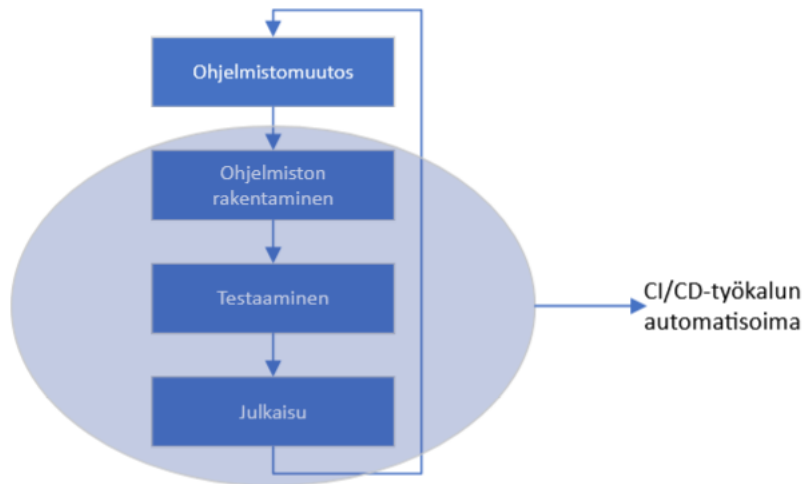 Ohjelmistomuutos
Ohjelmiston
rakentaminen
Testaaminen
Julkaisu
CI/CD-työkalun
automatisoima